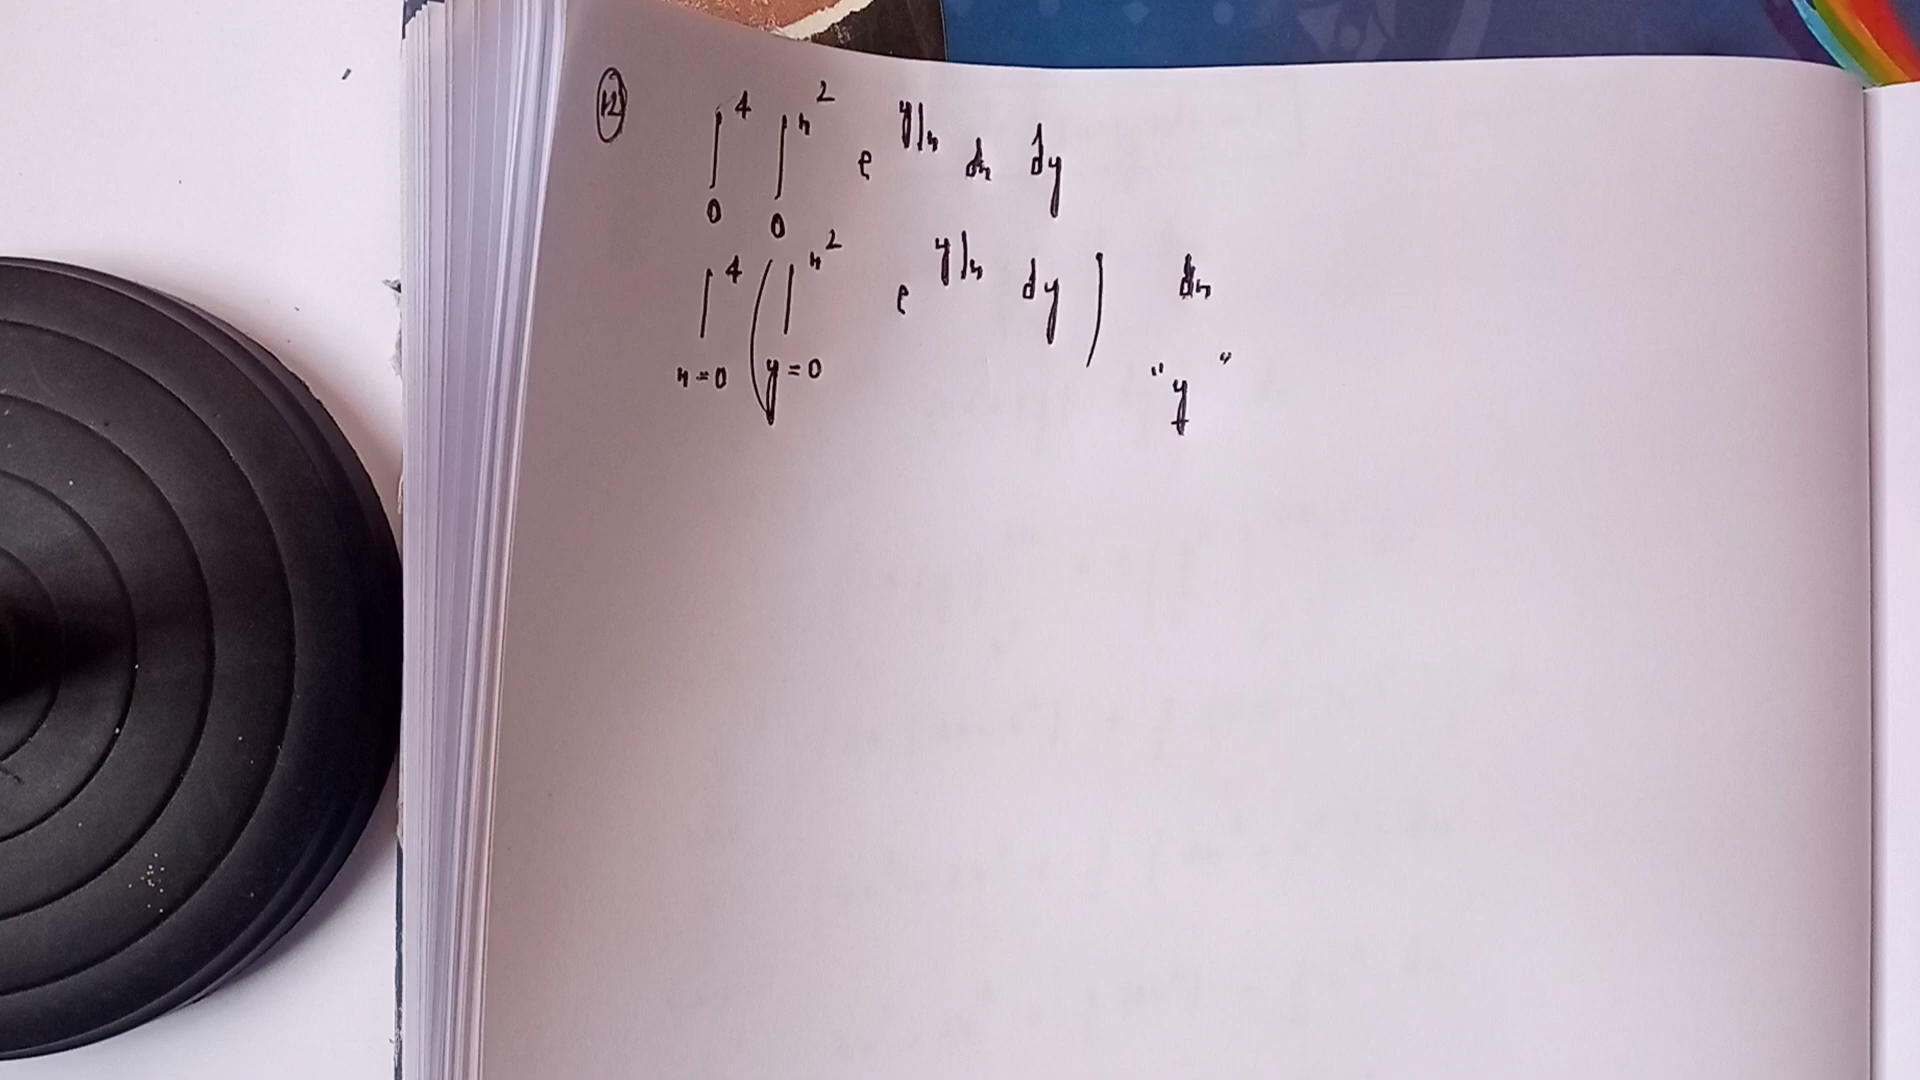 (12) ∫_0^4 ∫_0^{x^2} e^{y/x} dx dy
∫_{x=0}^4 ( ∫_{y=0}^{x^2} e^{y/x} dy ) dx
"y"